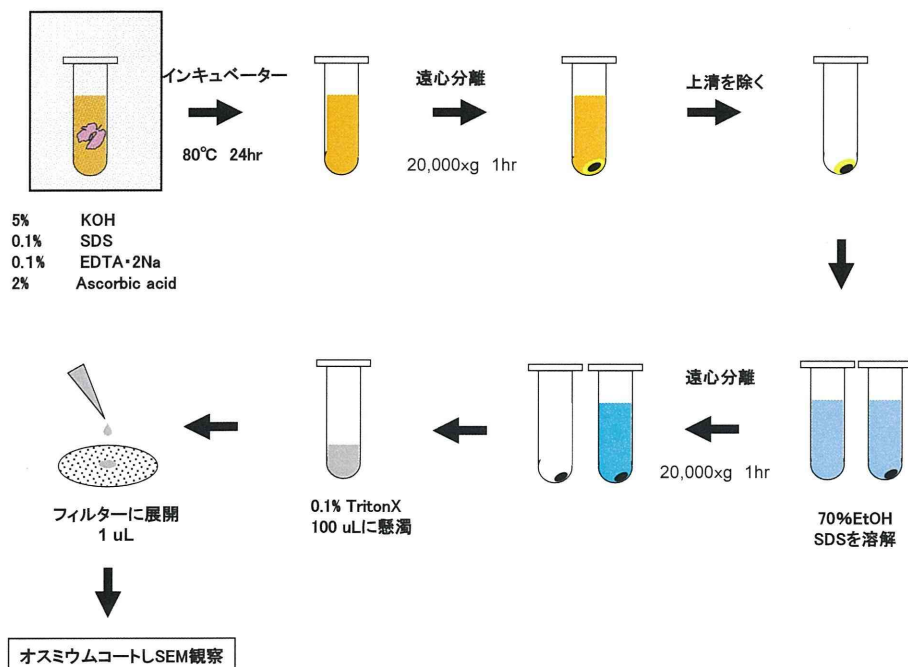 インキュベーター
80℃ 24hr
遠心分離
20,000×g 1hr
上清を除く
5% KOH
0.1% SDS
0.1% EDTA・2Na
2% Ascorbic acid
70%EtOH
SDSを溶解
遠心分離
20,000×g 1hr
0.1% TritonX
100 uLに懸濁
フィルターに展開
1 uL
オスミウムコートしSEM観察